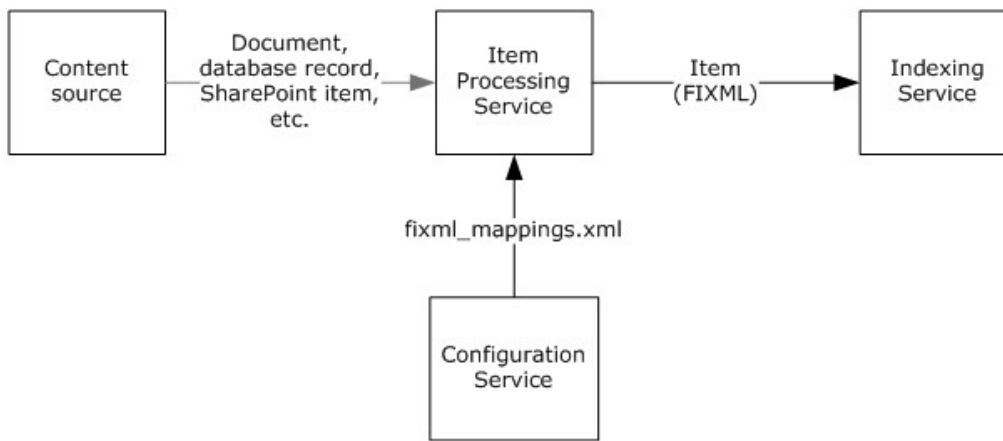 Content
source
Document,
database record,
SharePoint item,
etc.
Item
Processing
Service
Item
(FIXML)
Indexing
Service
fixml_mappings.xml
Configuration
Service